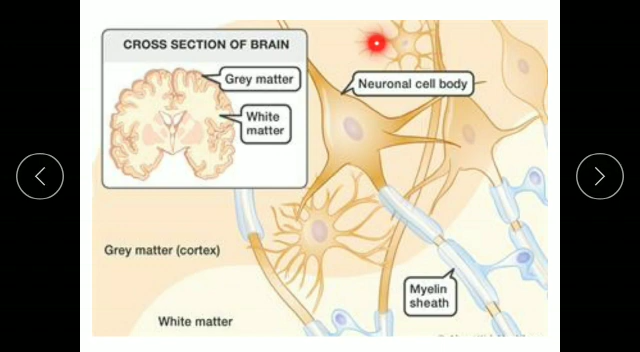 CROSS SECTION OF BRAIN
Grey matter
White
matter
Neuronal cell body
Grey matter (cortex)
Myelin
sheath
White matter